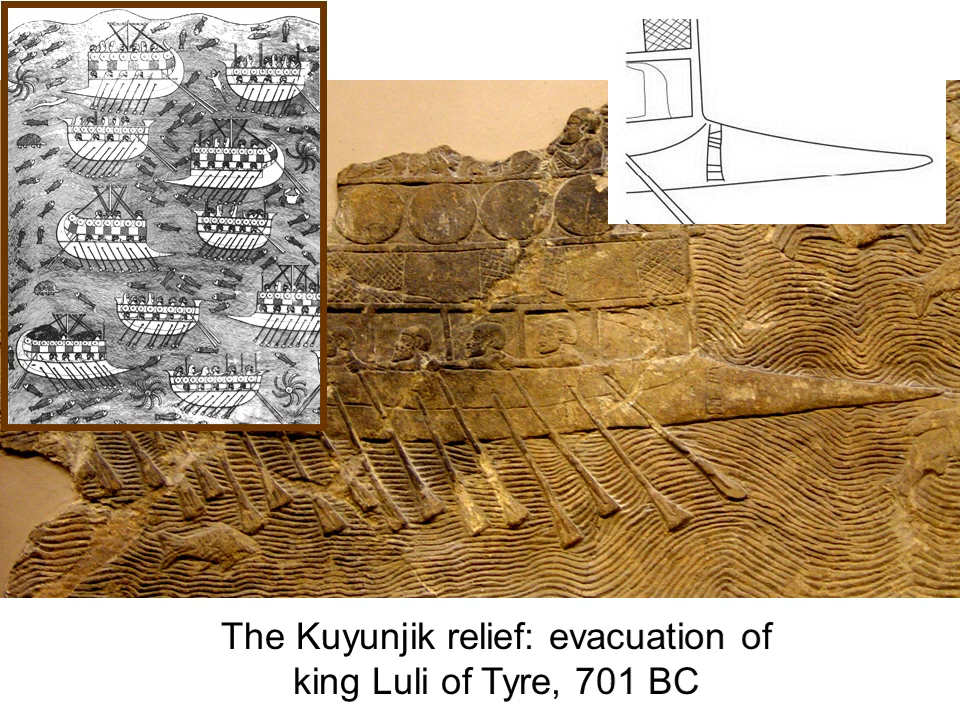 The Kuyunjik relief: evacuation of
king Luli of Tyre, 701 BC